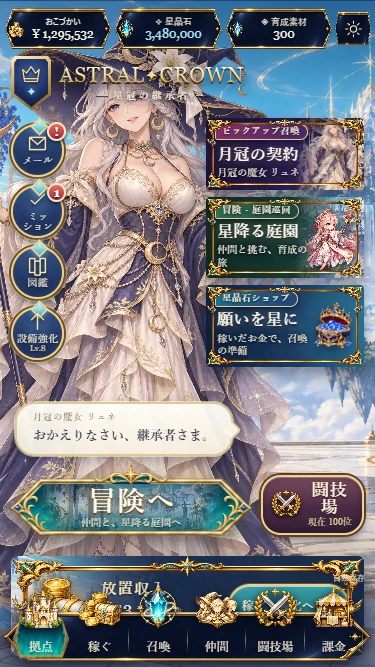 おこづかい
¥1,295,532
✧ 星晶石
3,480,000
◈ 育成素材
300
ASTRAL✦CROWN
星冠の継承者
メール
!
ミッ
ション
1
図鑑
設備強化
Lv.8
ピックアップ召喚
月冠の契約
月冠の魔女 リュネ
冒険・庭園巡回
星降る庭園
仲間と挑む、育成の
旅
星晶石ショップ
願いを星に
稼いだお金で、召喚
の準備
月冠の魔女 リュネ
おかえりなさい、継承者さま。
冒険へ
仲間と、星降る庭園へ
闘技
場
現在 100位
放置収入
拠点
稼ぐ
召喚
仲間
闘技場
課金